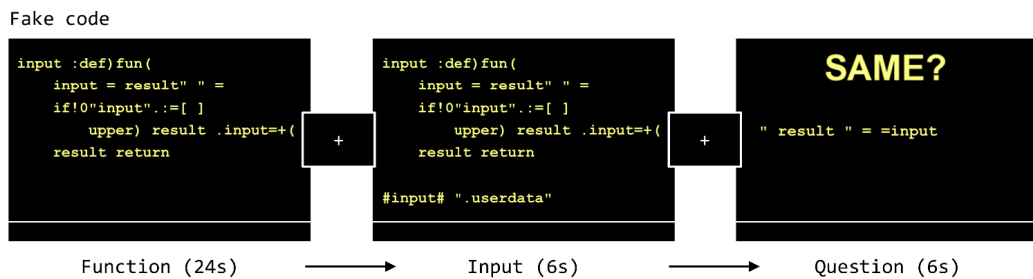 Fake code
input :def)fun(
input = result" " =
if!0"input".:=[ ]
upper) result .input=+(
result return
+
input :def)fun(
input = result" " =
if!0"input".:=[ ]
upper) result .input=+(
result return
#input# ".userdata"
+
SAME?
" result " = =input
Function (24s)
Input (6s)
Question (6s)